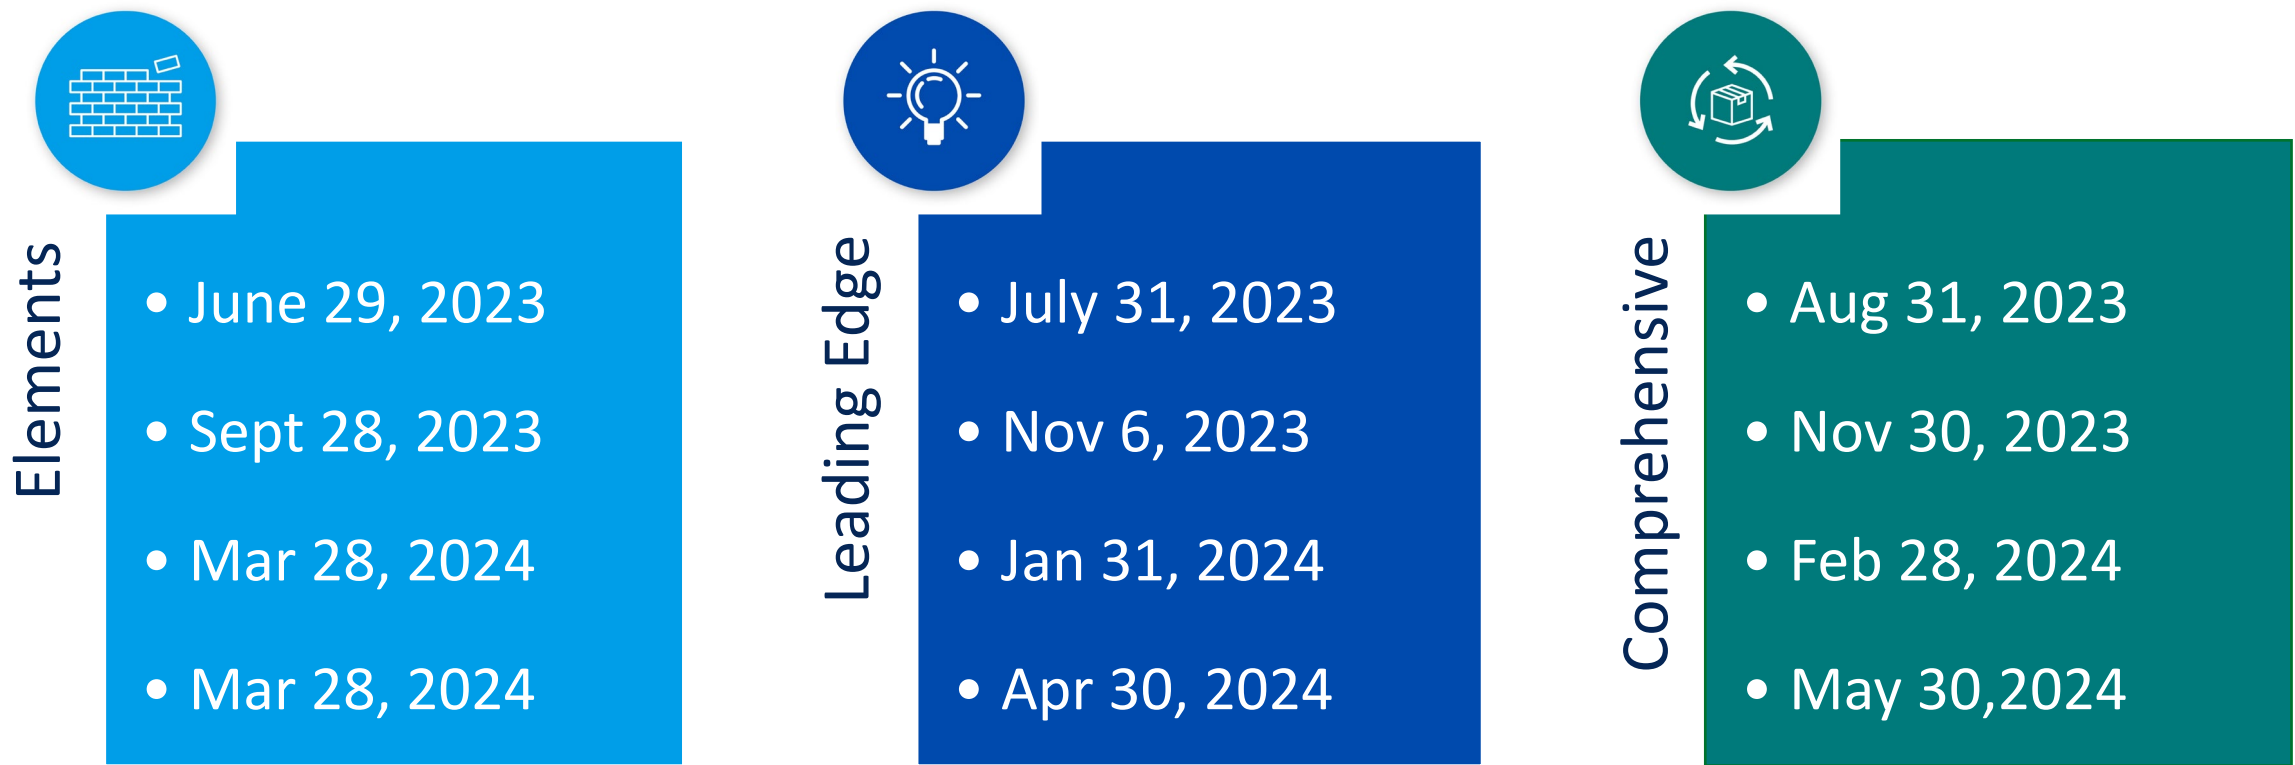 Elements
• June 29, 2023
• Sept 28, 2023
• Mar 28, 2024
• Mar 28, 2024
Leading Edge
• July 31, 2023
• Nov 6, 2023
• Jan 31, 2024
• Apr 30, 2024
Comprehensive
• Aug 31, 2023
• Nov 30, 2023
• Feb 28, 2024
• May 30,2024